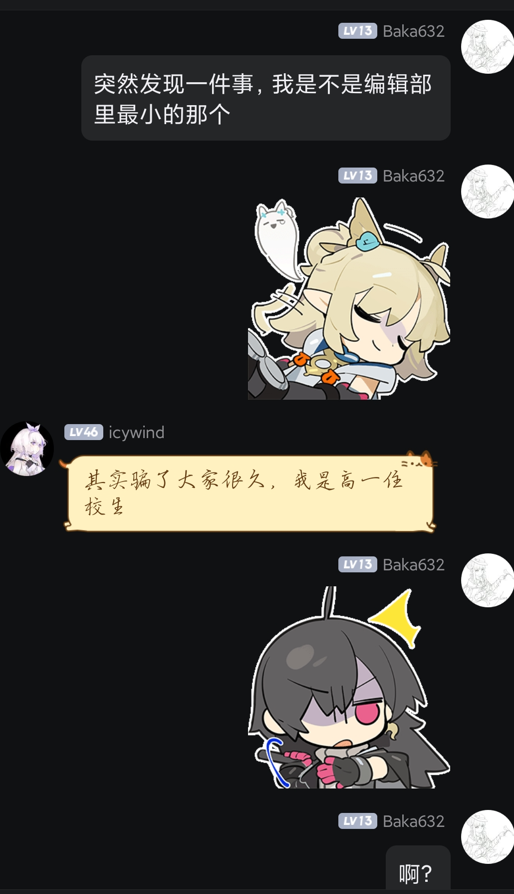 LV13 Baka632
突然发现一件事，我是不是编辑部
里最小的那个
LV13 Baka632
LV46 icywind
其实骗了大家很久，我是高一住
校生
LV13 Baka632
LV13 Baka632
啊？